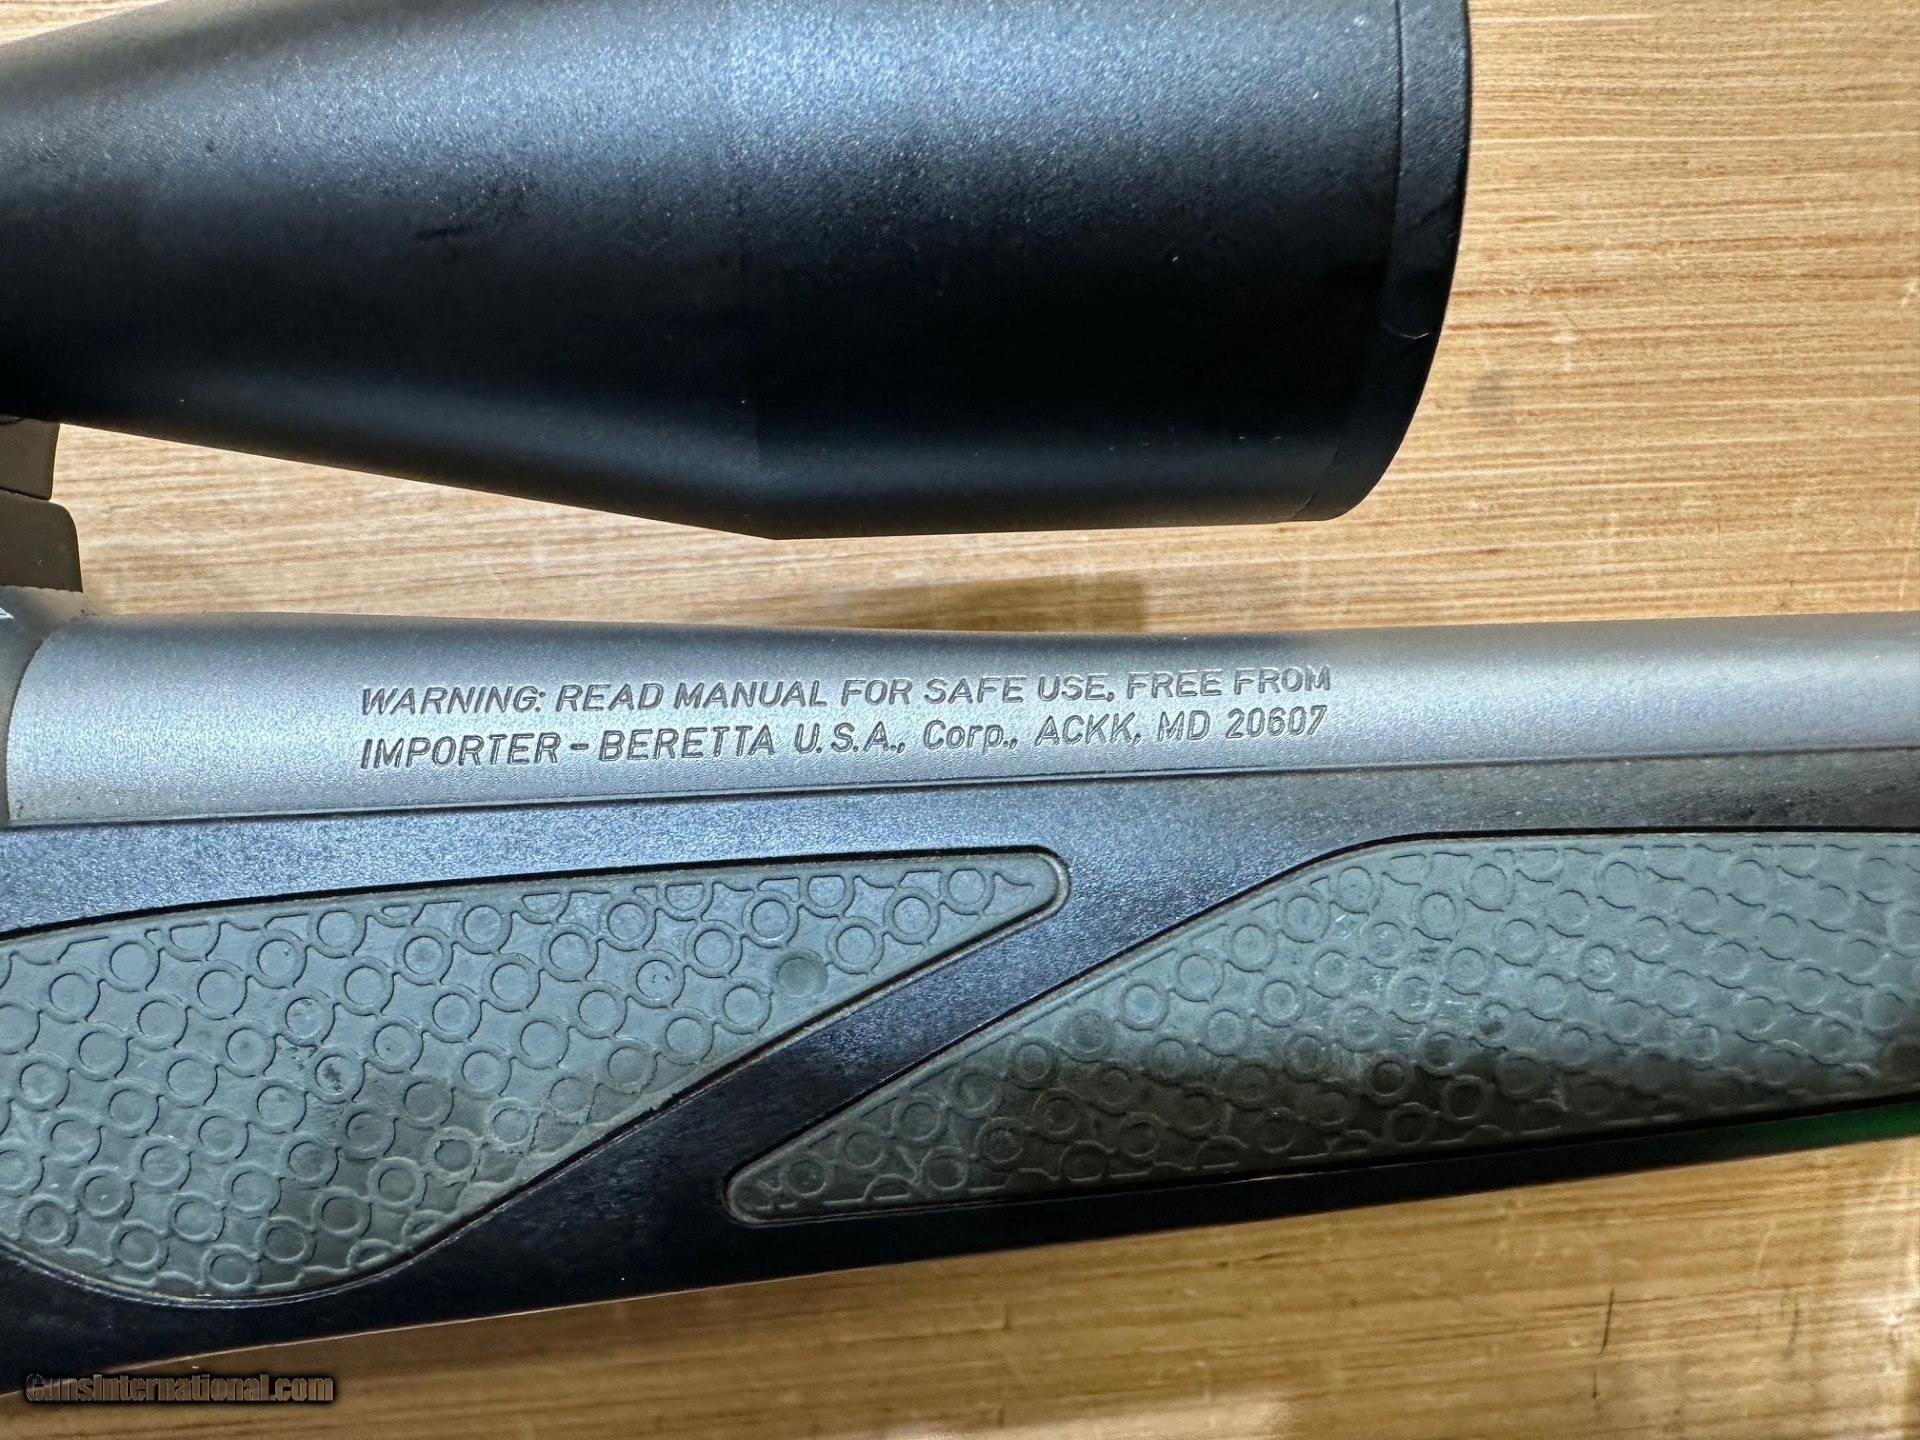 WARNING: READ MANUAL FOR SAFE USE, FREE FROM
IMPORTER - BERETTA U.S.A., Corp., ACKK, MD 20607
GunsInternational.com